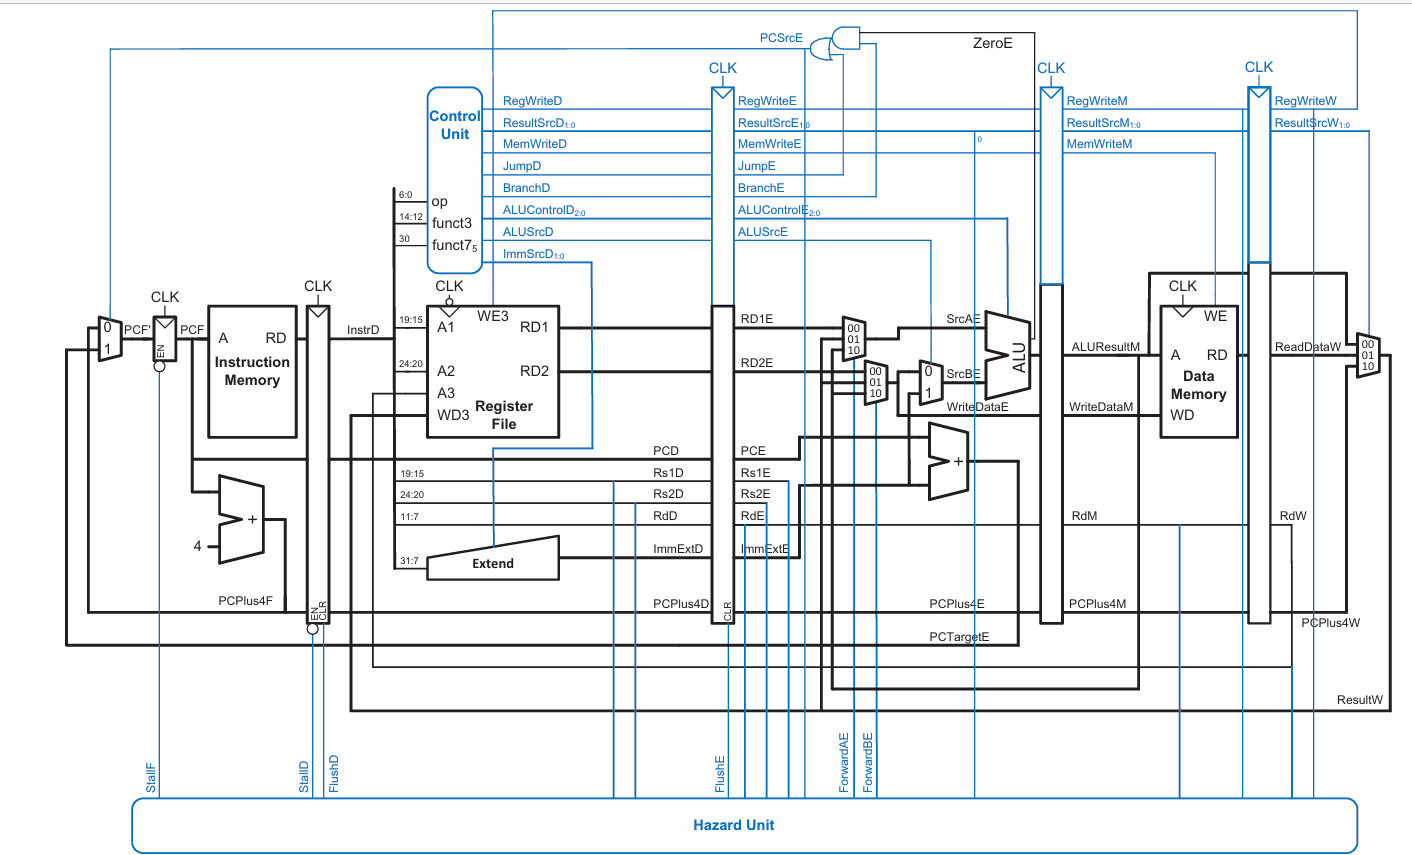 PCSrcE
ZeroE
CLK
CLK
CLK
Control
Unit
op
funct3
funct7₅
6:0
14:12
30
RegWriteD
ResultSrcD₁:₀
MemWriteD
JumpD
BranchD
ALUControlD₂:₀
ALUSrcD
ImmSrcD₁:₀
RegWriteE
ResultSrcE₁:₀
MemWriteE
JumpE
BranchE
ALUControlE₂:₀
ALUSrcE
0
RegWriteM
ResultSrcM₁:₀
MemWriteM
RegWriteW
ResultSrcW₁:₀
CLK
CLK
CLK
CLK
0
1
PCF'
EN
PCF
A
RD
Instruction
Memory
InstrD
19:15
24:20
A1
A2
A3
WD3
WE3
RD1
RD2
Register
File
RD1E
RD2E
00
01
10
00
01
10
0
1
SrcAE
SrcBE
ALU
WriteDataE
ALUResultM
WriteDataM
A
RD
WE
Data
Memory
WD
ReadDataW
00
01
10
PCD
PCE
19:15
Rs1D
Rs1E
24:20
Rs2D
Rs2E
11:7
RdD
RdE
RdM
RdW
+
4
+
31:7
Extend
ImmExtD
ImmExtE
PCPlus4F
EN
CLR
PCPlus4D
CLR
PCPlus4E
PCPlus4M
PCPlus4W
PCTargetE
ResultW
StallF
StallD
FlushD
FlushE
ForwardAE
ForwardBE
Hazard Unit